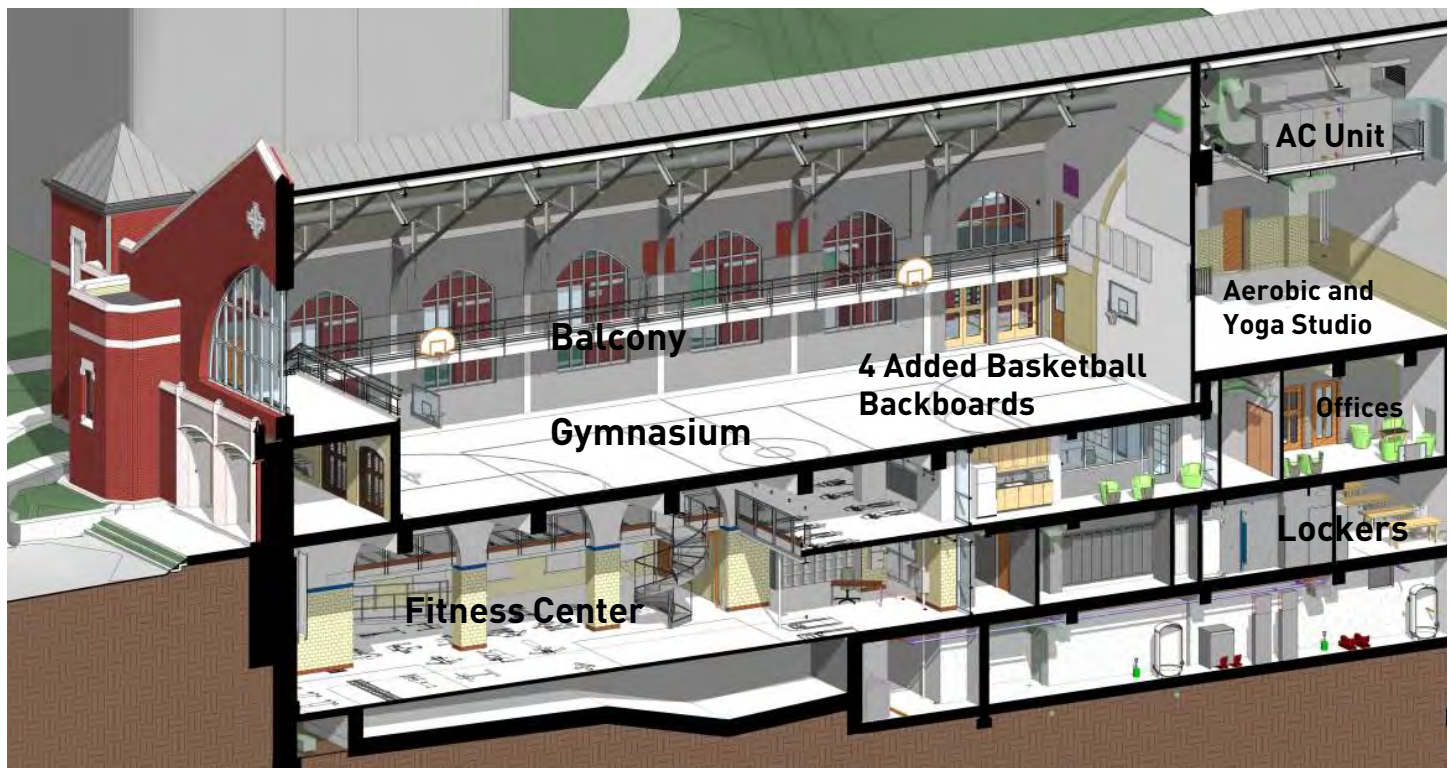 AC Unit
Aerobic and
Yoga Studio
Balcony
4 Added Basketball
Backboards
Offices
Gymnasium
Lockers
Fitness Center